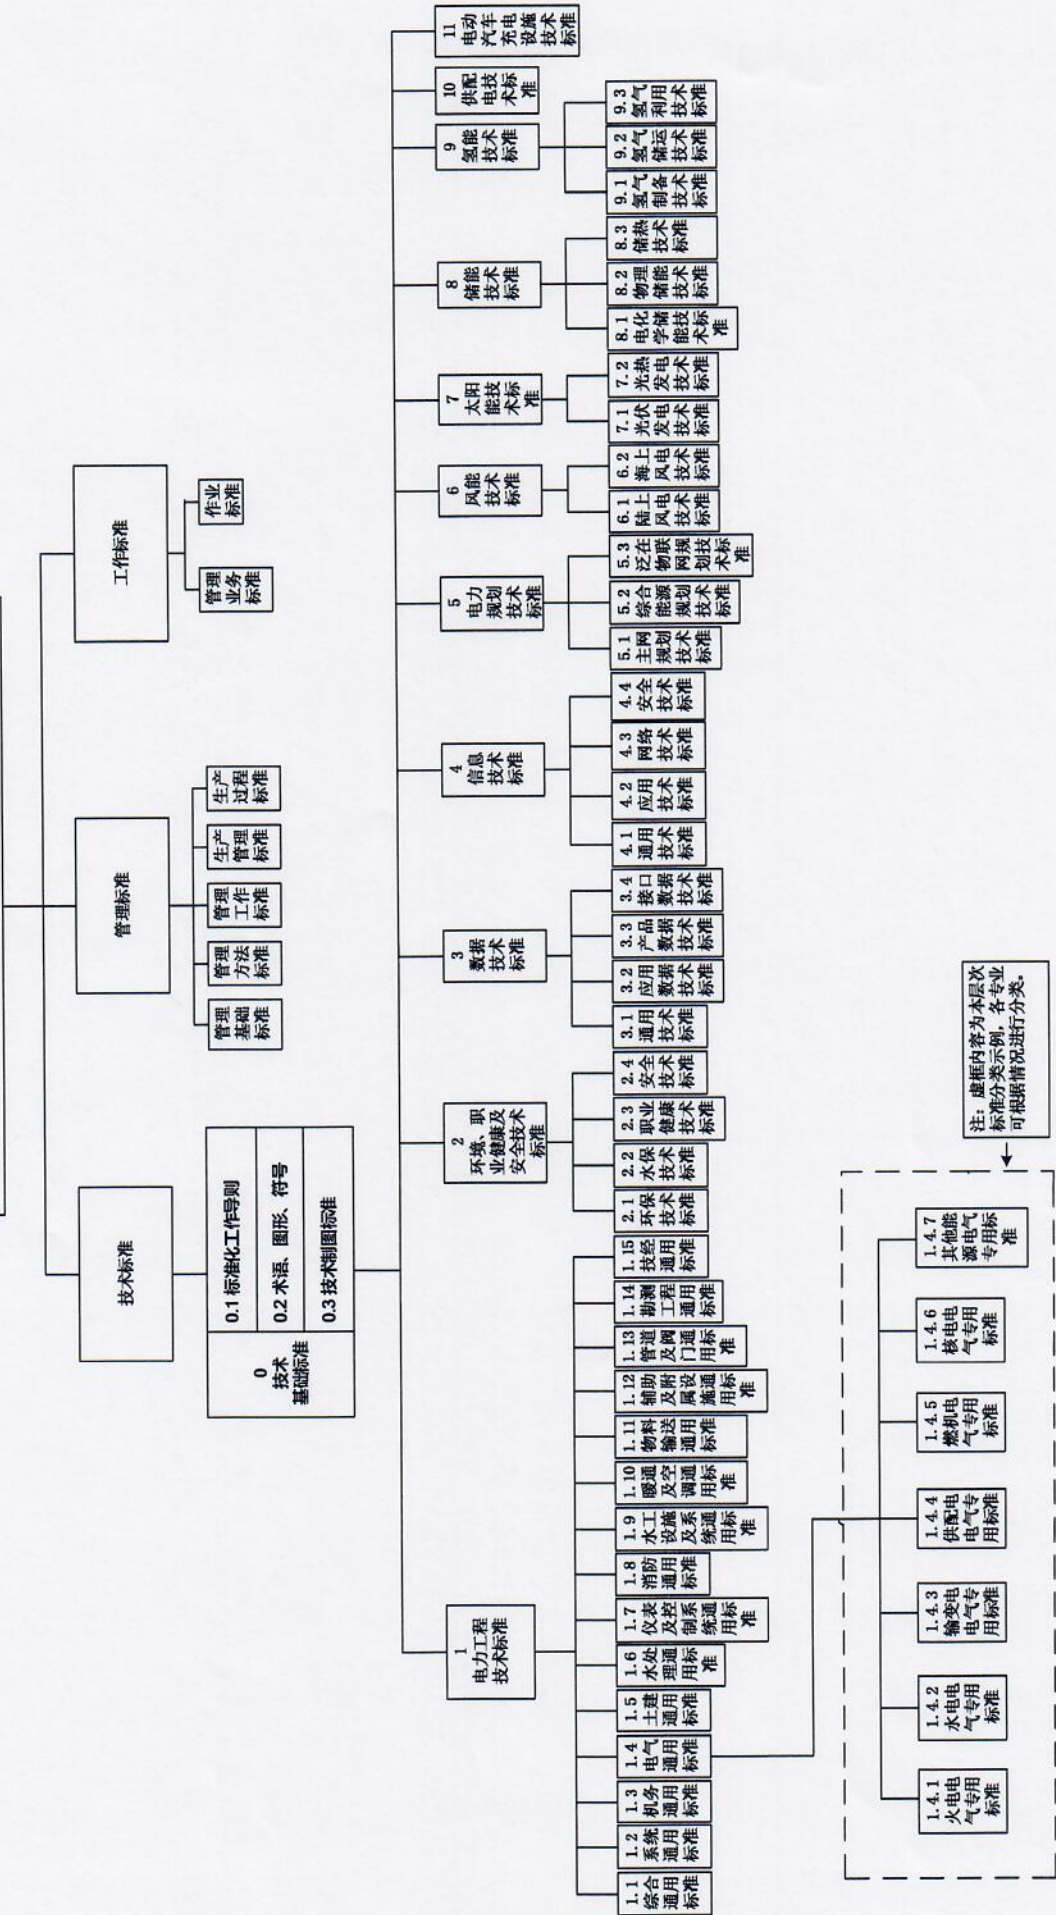 技术标准
管理标准
工作标准
0
技术
基础标准
0.1 标准化工作导则
0.2 术语、图形、符号
0.3 技术制图标准
管理
基础
标准
管理
方法
标准
管理
工作
标准
生产
管理
标准
生产
过程
标准
管理
业务
标准
作业
标准
1
电力工程
技术标准
2
环境、职
业健康及
安全技术
标准
3
数据
技术
标准
4
信息
技术
标准
5
电力
规划
技术
标准
6
风能
技术
标准
7
太阳
能技
术标
准
8
储能
技术
标准
9
氢能
技术
标准
10
供配
电技
术标
准
11
电动
汽车
充电
设施
技术
标准
1.1
综合
通用
标准
1.2
系统
通用
标准
1.3
机务
通用
标准
1.4
电气
通用
标准
1.5
土建
通用
标准
1.6
水处
理通
用标
准
1.7
仪表
及控
制系
统通
用标
准
1.8
消防
通用
标准
1.9
水工
设施
及系
统通
用标
准
1.10
暖通
及空
调通
用标
准
1.11
物料
输送
通用
标准
1.12
辅助
及附
属设
施通
用标
准
1.13
管道
及阀
门通
用标
准
1.14
勘测
工程
通用
标准
1.15
技经
通用
标准
2.1
环保
技术
标准
2.2
水保
技术
标准
2.3
职业
健康
技术
标准
2.4
安全
技术
标准
3.1
通用
技术
标准
3.2
应用
数据
技术
标准
3.3
产品
数据
技术
标准
3.4
接口
数据
技术
标准
4.1
通用
技术
标准
4.2
应用
技术
标准
4.3
网络
技术
标准
4.4
安全
技术
标准
5.1
主网
规划
技术
标准
5.2
综合
能源
规划
技术
标准
5.3
泛在
物联
网规
划技
术标
准
6.1
陆上
风电
技术
标准
6.2
海上
风电
技术
标准
7.1
光伏
发电
技术
标准
7.2
光热
发电
技术
标准
8.1
电化
学储
能技
术标
准
8.2
物理
储能
技术
标准
8.3
储热
技术
标准
9.1
氢气
制备
技术
标准
9.2
氢气
储运
技术
标准
9.3
氢气
利用
技术
标准
1.4.1
火电电
气专用
标准
1.4.2
水电电
气专用
标准
1.4.3
输变电
电气专
用标准
1.4.4
供配电
电气专
用标准
1.4.5
燃机电
气专用
标准
1.4.6
核电电
气专用
标准
1.4.7
其他能
源电气
专用标
准
注：虚框内容为本层次
标准分类示例，各专业
可根据情况进行分类。